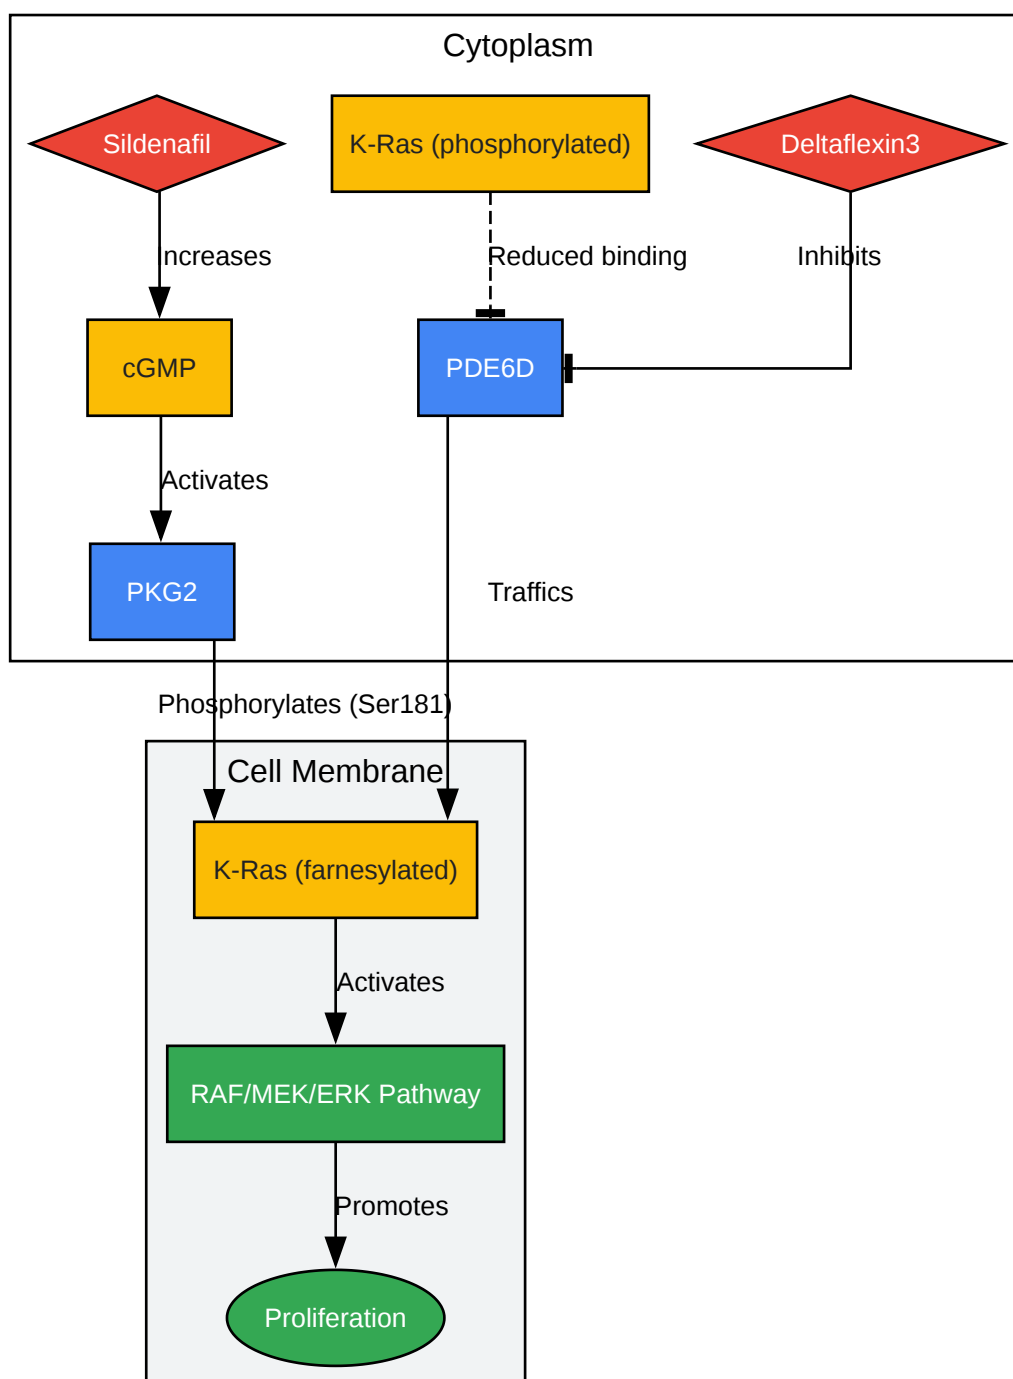 Cytoplasm
Sildenafil
K-Ras (phosphorylated)
Deltaflexin3
Increases
Reduced binding
Inhibits
cGMP
PDE6D
Activates
PKG2
Traffics
Phosphorylates (Ser181)
Cell Membrane
K-Ras (farnesylated)
Activates
RAF/MEK/ERK Pathway
Promotes
Proliferation